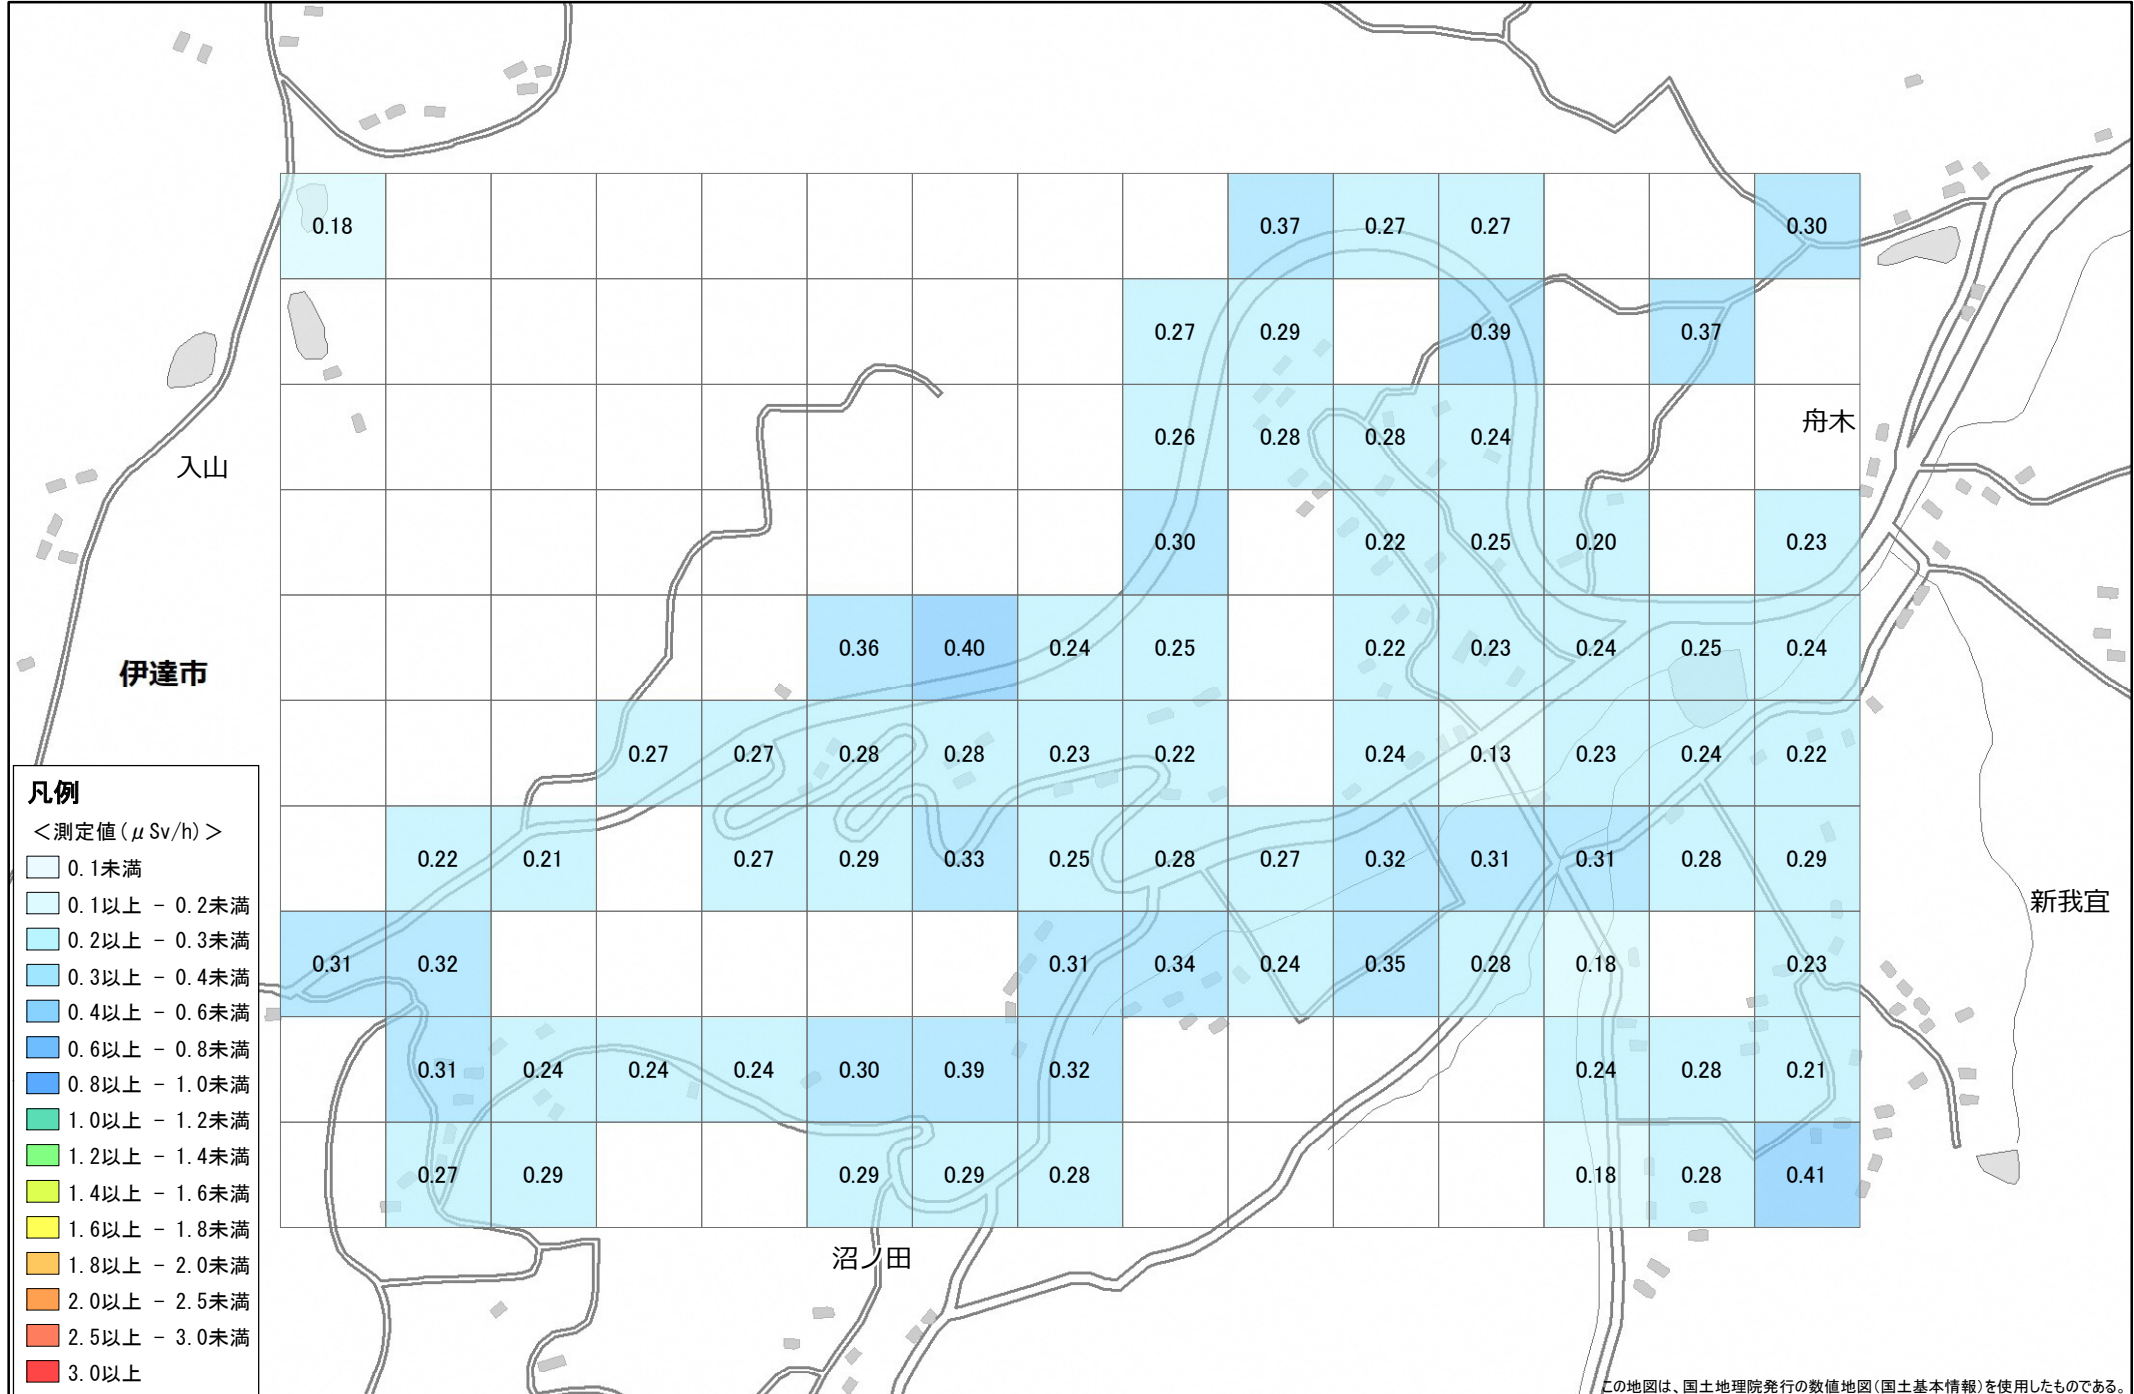 0.18 0.37 0.27 0.27 0.30
0.27 0.29 0.39 0.37
舟木
0.26 0.28 0.28 0.24
入山
0.30 0.22 0.25 0.20 0.23
0.36 0.40 0.24 0.25 0.22 0.23 0.24 0.25 0.24
伊達市
0.27 0.27 0.28 0.28 0.23 0.22 0.24 0.13 0.23 0.24 0.22
0.22 0.21 0.27 0.29 0.33 0.25 0.28 0.27 0.32 0.31 0.31 0.28 0.29
新我宜
0.31 0.32 0.31 0.34 0.24 0.35 0.28 0.18 0.23
0.31 0.24 0.24 0.24 0.30 0.39 0.32 0.24 0.28 0.21
0.27 0.29 0.29 0.29 0.28 0.18 0.28 0.41
沼ノ田
凡例
＜測定値(μSv/h)＞
0.1未満
0.1以上 － 0.2未満
0.2以上 － 0.3未満
0.3以上 － 0.4未満
0.4以上 － 0.6未満
0.6以上 － 0.8未満
0.8以上 － 1.0未満
1.0以上 － 1.2未満
1.2以上 － 1.4未満
1.4以上 － 1.6未満
1.6以上 － 1.8未満
1.8以上 － 2.0未満
2.0以上 － 2.5未満
2.5以上 － 3.0未満
3.0以上
この地図は、国土地理院発行の数値地図(国土基本情報)を使用したものである。